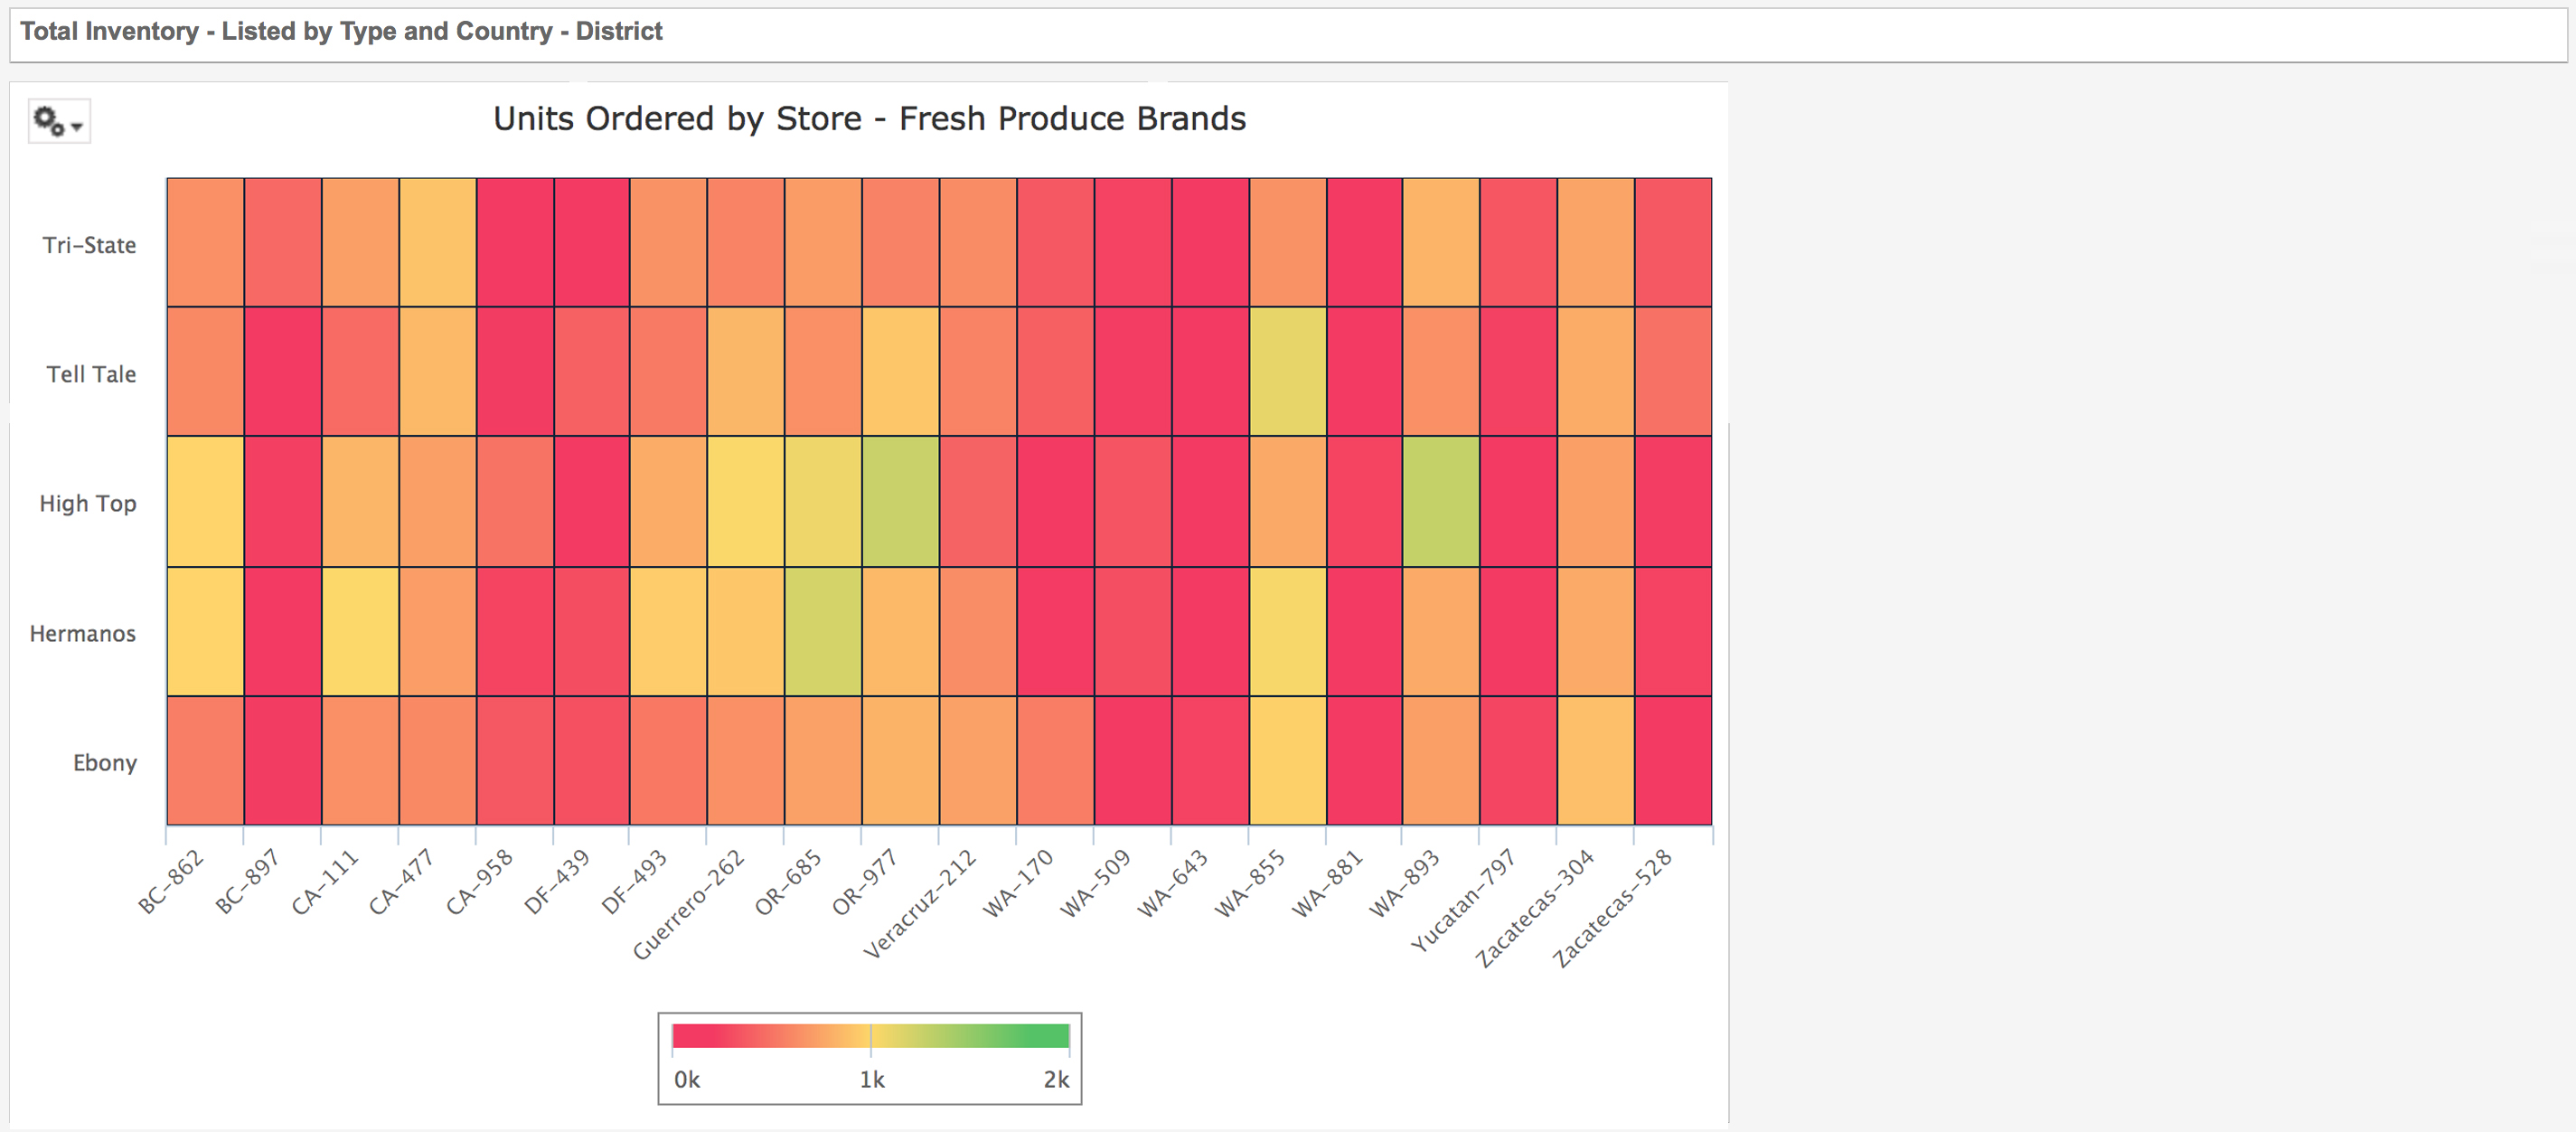 Total Inventory - Listed by Type and Country - District
Units Ordered by Store - Fresh Produce Brands
Tri-State
Tell Tale
High Top
Hermanos
Ebony
BC-862
BC-897
CA-111
CA-477
CA-958
DF-439
DF-493
Guerrero-262
OR-685
OR-977
Veracruz-212
WA-170
WA-509
WA-643
WA-855
WA-881
WA-893
Yucatan-797
Zacatecas-304
Zacatecas-528
0k 1k 2k